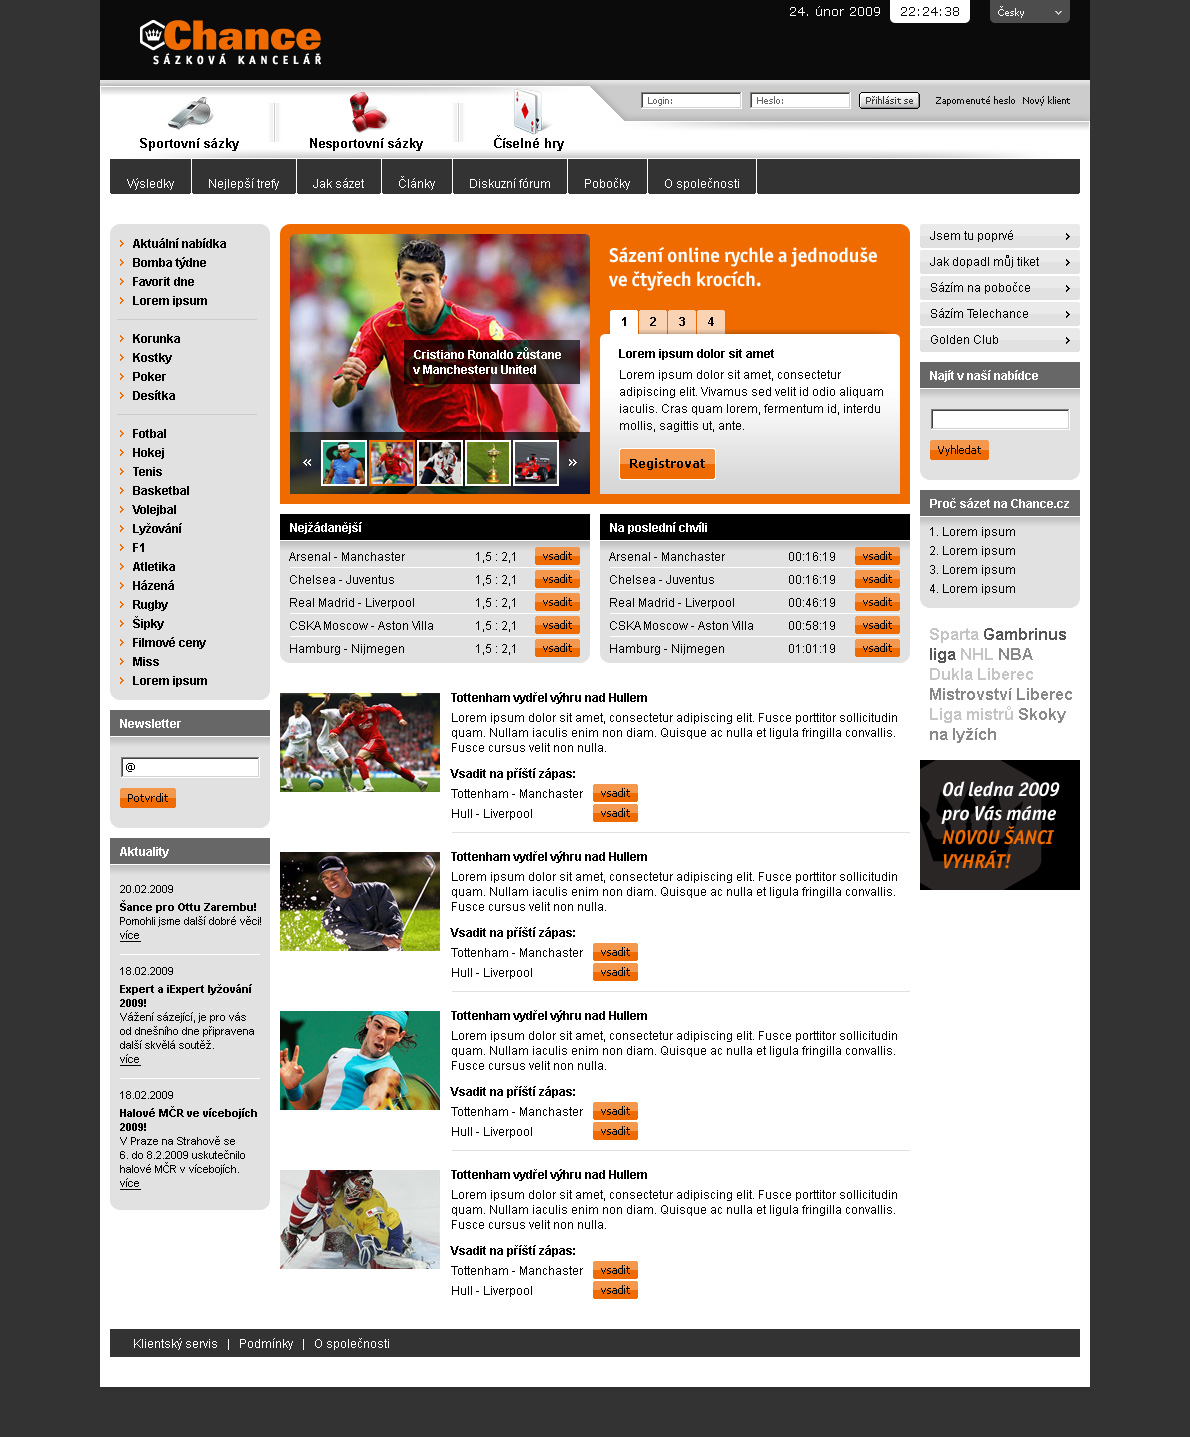 24. únor 2009
22:24:38
Česky
Chance
SÁZKOVÁ KANCELÁŘ
Login:
Heslo:
Přihlásit se
Zapomenuté heslo
Nový klient
Sportovní sázky
Nesportovní sázky
Číselné hry
Výsledky
Nejlepší trefy
Jak sázet
Články
Diskuzní fórum
Pobočky
O společnosti
Aktuální nabídka
Bomba týdne
Favorit dne
Lorem ipsum
Korunka
Kostky
Poker
Desítka
Fotbal
Hokej
Tenis
Basketbal
Volejbal
Lyžování
F1
Atletika
Házená
Rugby
Šipky
Filmové ceny
Miss
Lorem ipsum
Newsletter
@
Potvrdit
Aktuality
20.02.2009
Šance pro Ottu Zarembu!
Pomohli jsme další dobré věci!
více
18.02.2009
Expert a iExpert lyžování
2009!
Vážení sázející, je pro vás
od dnešního dne připravena
další skvělá soutěž.
více
18.02.2009
Halové MČR ve vícebojích
2009!
V Praze na Strahově se
6. do 8.2.2009 uskutečnilo
halové MČR v vícebojích.
více
Cristiano Ronaldo zůstane
v Manchesteru United
«
»
Sázení online rychle a jednoduše
ve čtyřech krocích.
1
2
3
4
Lorem ipsum dolor sit amet
Lorem ipsum dolor sit amet, consectetur
adipiscing elit. Vivamus sed velit id odio aliquam
iaculis. Cras quam lorem, fermentum id, interdu
mollis, sagittis ut, ante.
Registrovat
Nejžádanější
Arsenal - Manchaster 1,5 : 2,1 vsadit
Chelsea - Juventus 1,5 : 2,1 vsadit
Real Madrid - Liverpool 1,5 : 2,1 vsadit
CSKA Moscow - Aston Villa 1,5 : 2,1 vsadit
Hamburg - Nijmegen 1,5 : 2,1 vsadit
Na poslední chvíli
Arsenal - Manchaster 00:16:19 vsadit
Chelsea - Juventus 00:16:19 vsadit
Real Madrid - Liverpool 00:46:19 vsadit
CSKA Moscow - Aston Villa 00:58:19 vsadit
Hamburg - Nijmegen 01:01:19 vsadit
Tottenham vydřel výhru nad Hullem
Lorem ipsum dolor sit amet, consectetur adipiscing elit. Fusce porttitor sollicitudin
quam. Nullam iaculis enim non diam. Quisque ac nulla et ligula fringilla convallis.
Fusce cursus velit non nulla.
Vsadit na příští zápas:
Tottenham - Manchaster vsadit
Hull - Liverpool vsadit
Tottenham vydřel výhru nad Hullem
Lorem ipsum dolor sit amet, consectetur adipiscing elit. Fusce porttitor sollicitudin
quam. Nullam iaculis enim non diam. Quisque ac nulla et ligula fringilla convallis.
Fusce cursus velit non nulla.
Vsadit na příští zápas:
Tottenham - Manchaster vsadit
Hull - Liverpool vsadit
Tottenham vydřel výhru nad Hullem
Lorem ipsum dolor sit amet, consectetur adipiscing elit. Fusce porttitor sollicitudin
quam. Nullam iaculis enim non diam. Quisque ac nulla et ligula fringilla convallis.
Fusce cursus velit non nulla.
Vsadit na příští zápas:
Tottenham - Manchaster vsadit
Hull - Liverpool vsadit
Tottenham vydřel výhru nad Hullem
Lorem ipsum dolor sit amet, consectetur adipiscing elit. Fusce porttitor sollicitudin
quam. Nullam iaculis enim non diam. Quisque ac nulla et ligula fringilla convallis.
Fusce cursus velit non nulla.
Vsadit na příští zápas:
Tottenham - Manchaster vsadit
Hull - Liverpool vsadit
Jsem tu poprvé
Jak dopadl můj tiket
Sázím na pobočce
Sázím Telechance
Golden Club
Najít v naší nabídce
Vyhledat
Proč sázet na Chance.cz
1. Lorem ipsum
2. Lorem ipsum
3. Lorem ipsum
4. Lorem ipsum
Sparta Gambrinus
liga NHL NBA
Dukla Liberec
Mistrovství Liberec
Liga mistrů Skoky
na lyžích
Od ledna 2009
pro Vás máme
NOVOU ŠANCI
VYHRÁT!
Klientský servis | Podmínky | O společnosti